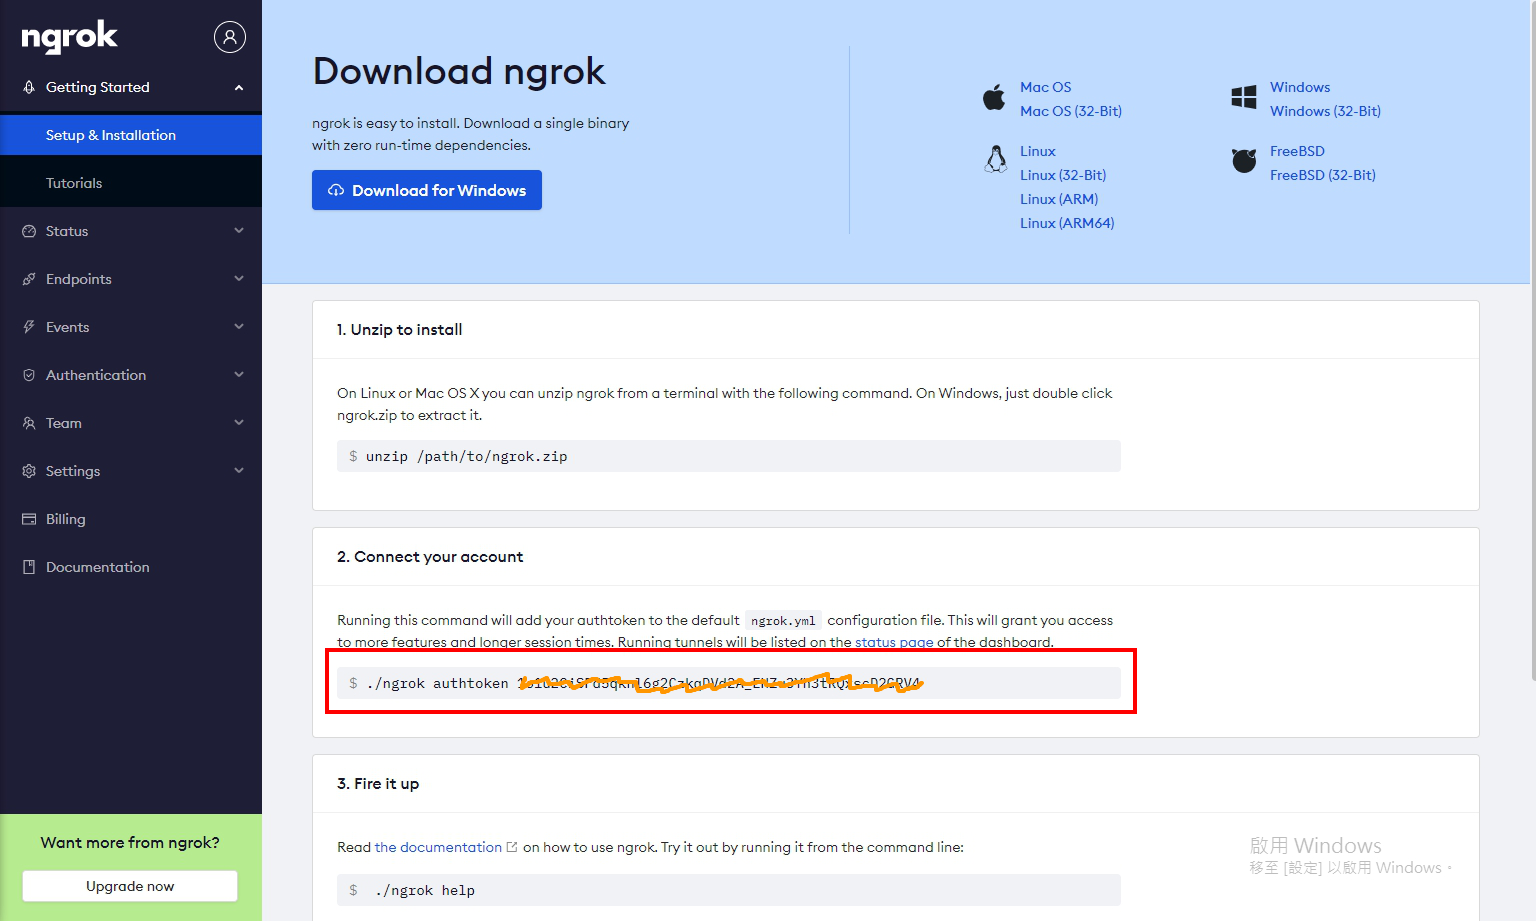 ngrok
Getting Started
Setup & Installation
Tutorials
Status
Endpoints
Events
Authentication
Team
Settings
Billing
Documentation
Want more from ngrok?
Upgrade now
Download ngrok
ngrok is easy to install. Download a single binary
with zero run-time dependencies.
Download for Windows
Mac OS
Mac OS (32-Bit)
Linux
Linux (32-Bit)
Linux (ARM)
Linux (ARM64)
Windows
Windows (32-Bit)
FreeBSD
FreeBSD (32-Bit)
1. Unzip to install
On Linux or Mac OS X you can unzip ngrok from a terminal with the following command. On Windows, just double click
ngrok.zip to extract it.
$ unzip /path/to/ngrok.zip
2. Connect your account
Running this command will add your authtoken to the default ngrok.yml configuration file. This will grant you access
to more features and longer session times. Running tunnels will be listed on the status page of the dashboard.
$ ./ngrok authtoken
3. Fire it up
Read the documentation on how to use ngrok. Try it out by running it from the command line:
$ ./ngrok help
啟用 Windows
移至 [設定] 以啟用 Windows。